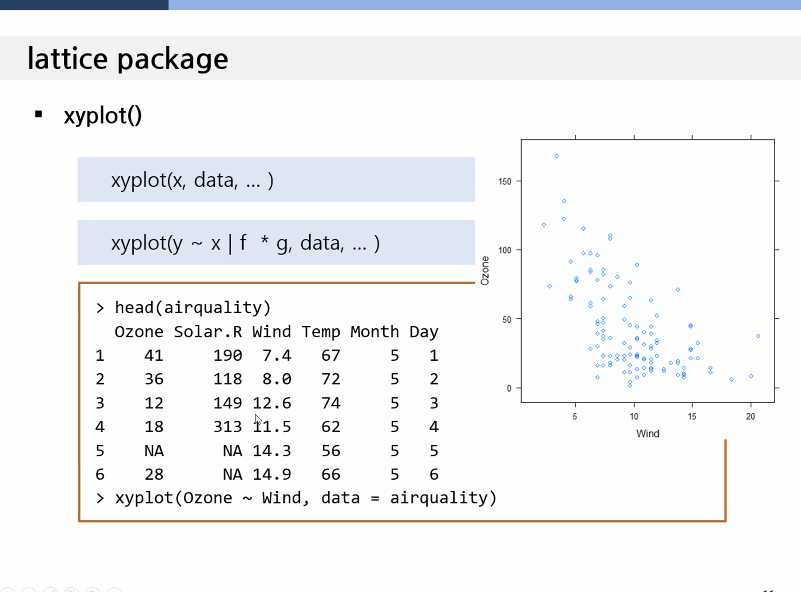 lattice package
▪ xyplot()
xyplot(x, data, ... )
xyplot(y ~ x | f * g, data, ... )
> head(airquality)
Ozone Solar.R Wind Temp Month Day
1 41 190 7.4 67 5 1
2 36 118 8.0 72 5 2
3 12 149 12.6 74 5 3
4 18 313 11.5 62 5 4
5 NA NA 14.3 56 5 5
6 28 NA 14.9 66 5 6
> xyplot(Ozone ~ Wind, data = airquality)
150
100
50
0
Ozone
5 10 15 20
Wind